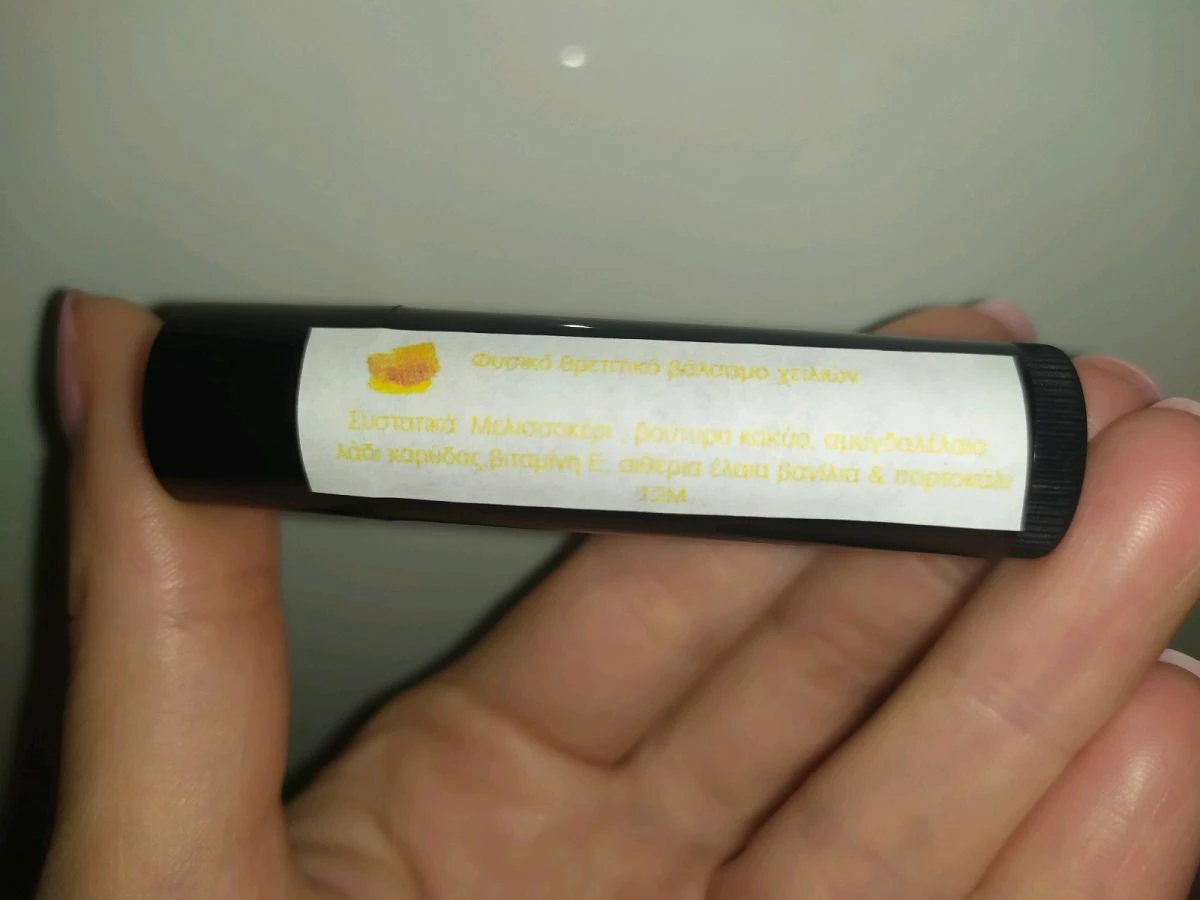 Φυσικό θρεπτικό βάλσαμο χειλιών
Συστατικά Μελισσοκέρι , βούτυρο κακάο, αμυγδαλέλαιο,
λάδι καρύδας,βιταμίνη Ε, αιθέρια έλαια βανίλια & πορτοκάλι
12Μ